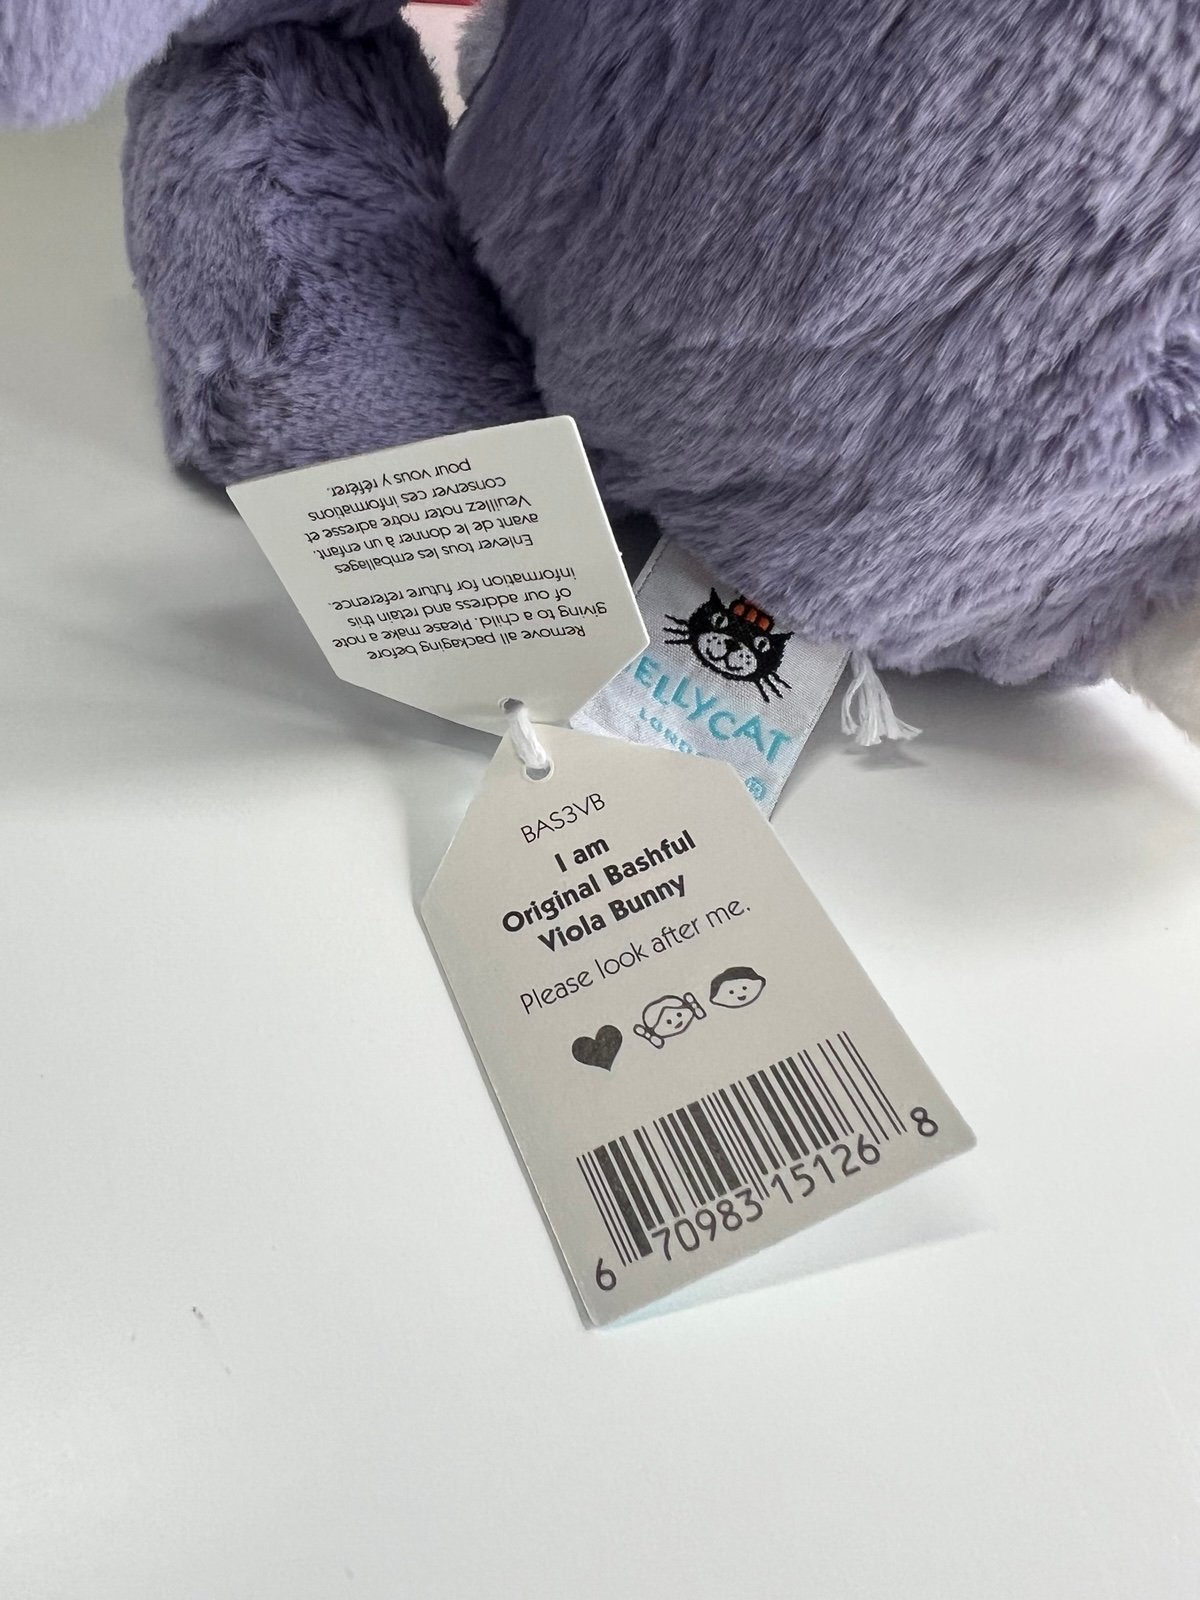 Remove all packaging before
giving to a child. Please make a note
of our address and retain this
information for future reference.
Enlever tous les emballages
avant de le donner à un enfant.
Veuillez noter notre adresse et
conserver ces informations
pour vous y référer.
ELLYCAT
LOND
BAS3VB
I am
Original Bashful
Viola Bunny
Please look after me.
6 70983 15126 8